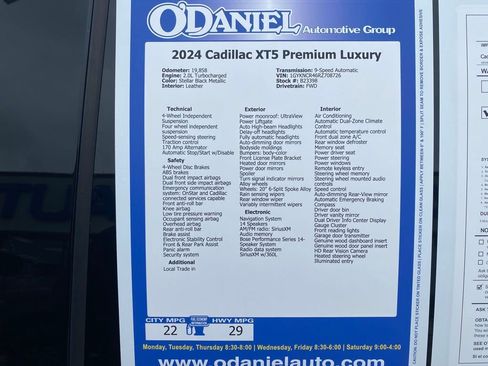 O'DANIEL
Automotive Group
2024 Cadillac XT5 Premium Luxury
Odometer: 19,858
Engine: 2.0L Turbocharged
Color: Stellar Black Metallic
Interior: Leather
Transmission: 9-Speed Automatic
VIN: 1GYKNCR46RZ708726
Stock #: B23398
Drivetrain: FWD
Technical
4-Wheel Independent
Suspension
Four wheel independent
suspension
Speed-sensing steering
Traction control
170 Amp Alternator
Automatic Stop/Start w/Disable
Safety
4-Wheel Disc Brakes
ABS brakes
Dual front impact airbags
Dual front side impact airbags
Emergency communication
system: OnStar and Cadillac
connected services capable
Front anti-roll bar
Knee airbag
Low tire pressure warning
Occupant sensing airbag
Overhead airbag
Rear anti-roll bar
Brake assist
Electronic Stability Control
Front & Rear Park Assist
Panic alarm
Security system
Additional
Local Trade in
Exterior
Power moonroof: UltraView
Power Liftgate
Auto High-beam Headlights
Delay-off headlights
Fully automatic headlights
Auto-dimming door mirrors
Bodyside moldings
Bumpers: body-color
Front License Plate Bracket
Heated door mirrors
Power door mirrors
Spoiler
Turn signal indicator mirrors
Alloy wheels
Wheels: 20" 6-Split Spoke Alloy
Rain sensing wipers
Rear window wiper
Variably intermittent wipers
Electronic
Navigation System
14 Speakers
AM/FM radio: SiriusXM
Audio memory
Bose Performance Series 14-
Speaker System
Radio data system
SiriusXM w/360L
Interior
Air Conditioning
Automatic Dual-Zone Climate
Control
Automatic temperature control
Front dual zone A/C
Rear window defroster
Memory seat
Power driver seat
Power steering
Power windows
Remote keyless entry
Steering wheel memory
Steering wheel mounted audio
controls
Speed control
Auto-dimming Rear-View mirror
Automatic Emergency Braking
Compass
Driver door bin
Driver vanity mirror
Dual Driver Info Center Display
Gauge Cluster
Front reading lights
Garage door transmitter
Genuine wood dashboard insert
Genuine wood door panel insert
HD Rear Vision Camera
Heated steering wheel
Illuminated entry
CITY MPG
22
HWY MPG
29
Monday, Tuesday, Thursday 8:30-8:00 | Wednesday, Friday 8:30-6:00 | Saturday 9:00-4:00
www.odanielauto.com